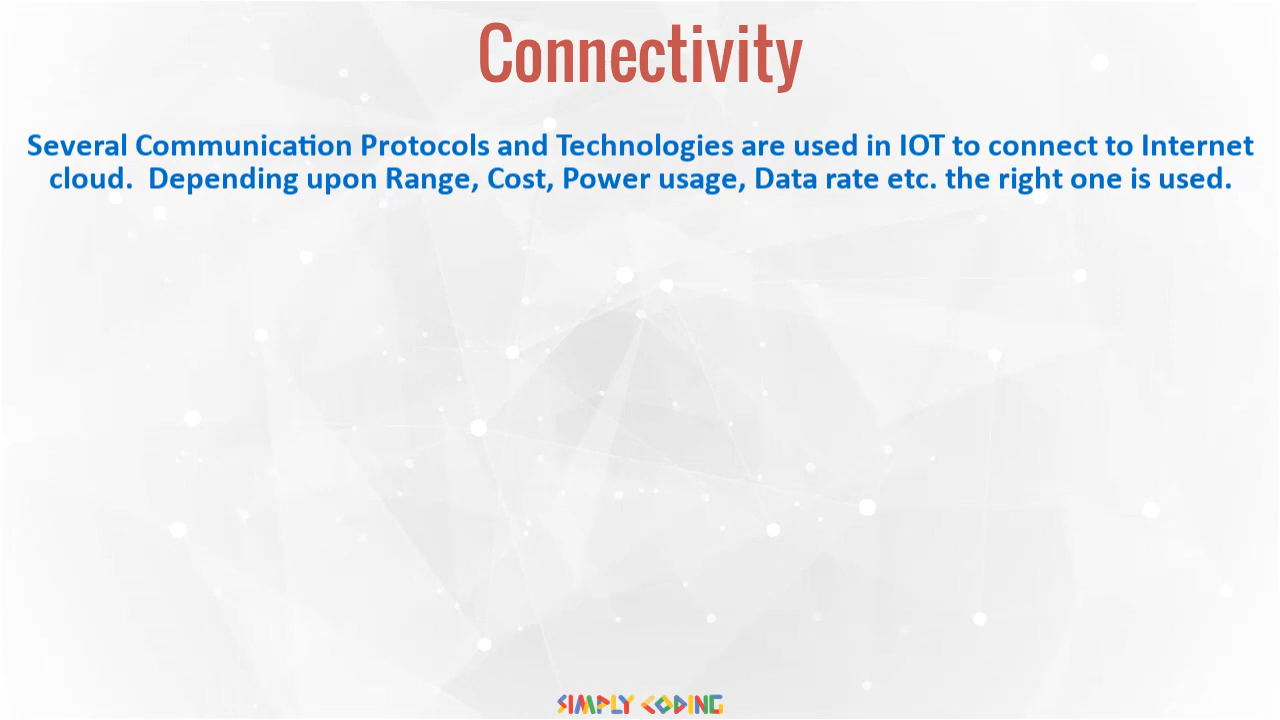 Connectivity
Several Communication Protocols and Technologies are used in IOT to connect to Internet
cloud.  Depending upon Range, Cost, Power usage, Data rate etc. the right one is used.
SIMPLY CODING